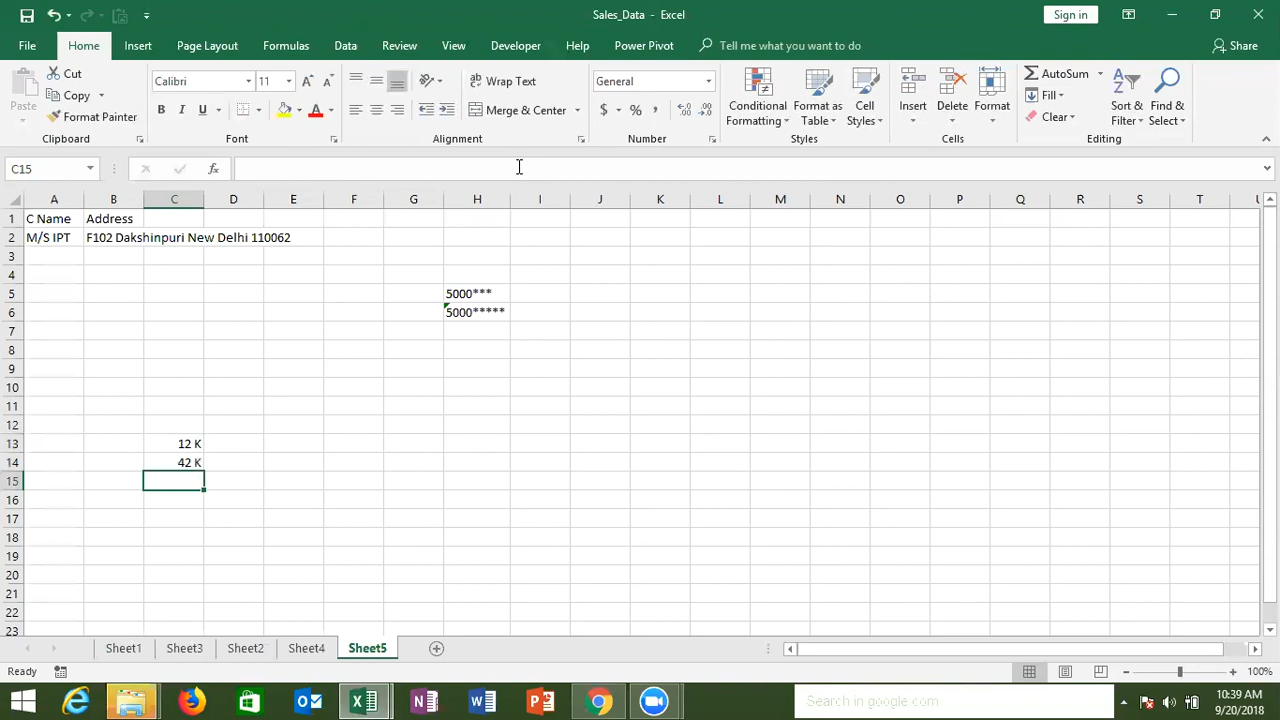 Sales_Data - Excel
Sign in
File Home Insert Page Layout Formulas Data Review View Developer Help Power Pivot Tell me what you want to do Share
Paste
Cut
Copy
Format Painter
Clipboard
Calibri 11
B I U
Font
Wrap Text
Merge & Center
Alignment
General
$ % ,
Number
Conditional Formatting
Format as Table
Cell Styles
Styles
Insert Delete Format
Cells
AutoSum
Fill
Clear
Sort & Filter
Find & Select
Editing
C15 fx
A B C D E F G H I J K L M N O P Q R S T U
1 C Name Address
2 M/S IPT F102 Dakshinpuri New Delhi 110062
3
4
5 5000***
6 5000*****
7
8
9
10
11
12
13 12 K
14 42 K
15
16
17
18
19
20
21
22
23
Sheet1 Sheet3 Sheet2 Sheet4 Sheet5
Ready 100%
Search in google.com
10:39 AM
9/20/2018